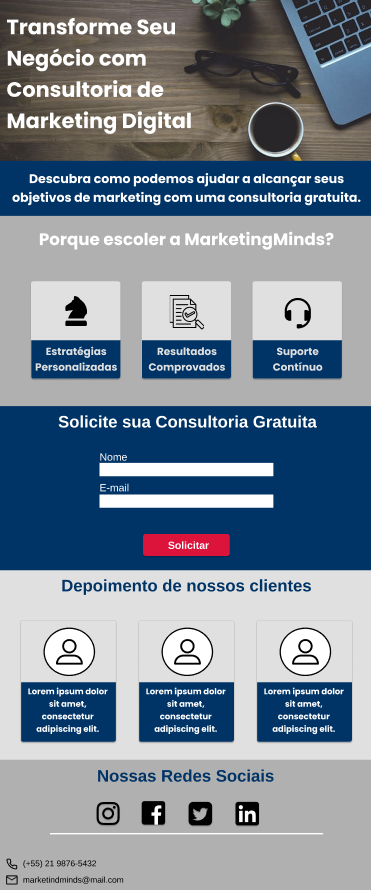 Transforme Seu
Negócio com
Consultoria de
Marketing Digital
Descubra como podemos ajudar a alcançar seus
objetivos de marketing com uma consultoria gratuita.
Porque escoler a MarketingMinds?
Estratégias
Personalizadas
Resultados
Comprovados
Suporte
Contínuo
Solicite sua Consultoria Gratuita
Nome
E-mail
Solicitar
Depoimento de nossos clientes
Lorem ipsum dolor
sit amet,
consectetur
adipiscing elit.
Lorem ipsum dolor
sit amet,
consectetur
adipiscing elit.
Lorem ipsum dolor
sit amet,
consectetur
adipiscing elit.
Nossas Redes Sociais
(+55) 21 9876-5432
marketindminds@mail.com